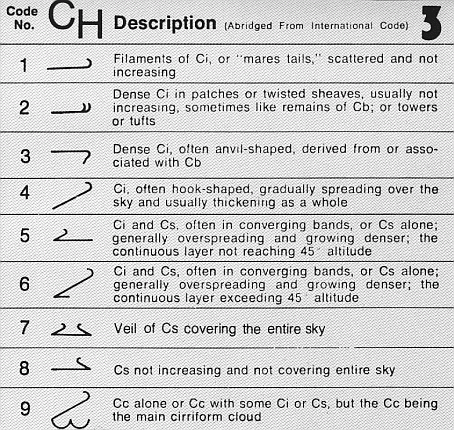 Code No. CH Description (Abridged From International Code) 3
1 Filaments of Ci, or "mares tails," scattered and not
increasing
2 Dense Ci in patches or twisted sheaves, usually not
increasing, sometimes like remains of Cb; or towers
or tufts
3 Dense Ci, often anvil-shaped, derived from or asso-
ciated with Cb
4 Ci, often hook-shaped, gradually spreading over the
sky and usually thickening as a whole
5 Ci and Cs, often in converging bands, or Cs alone;
generally overspreading and growing denser; the
continuous layer not reaching 45° altitude
6 Ci and Cs, often in converging bands, or Cs alone;
generally overspreading and growing denser; the
continuous layer exceeding 45° altitude
7 Veil of Cs covering the entire sky
8 Cs not increasing and not covering entire sky
9 Cc alone or Cc with some Ci or Cs, but the Cc being
the main cirriform cloud